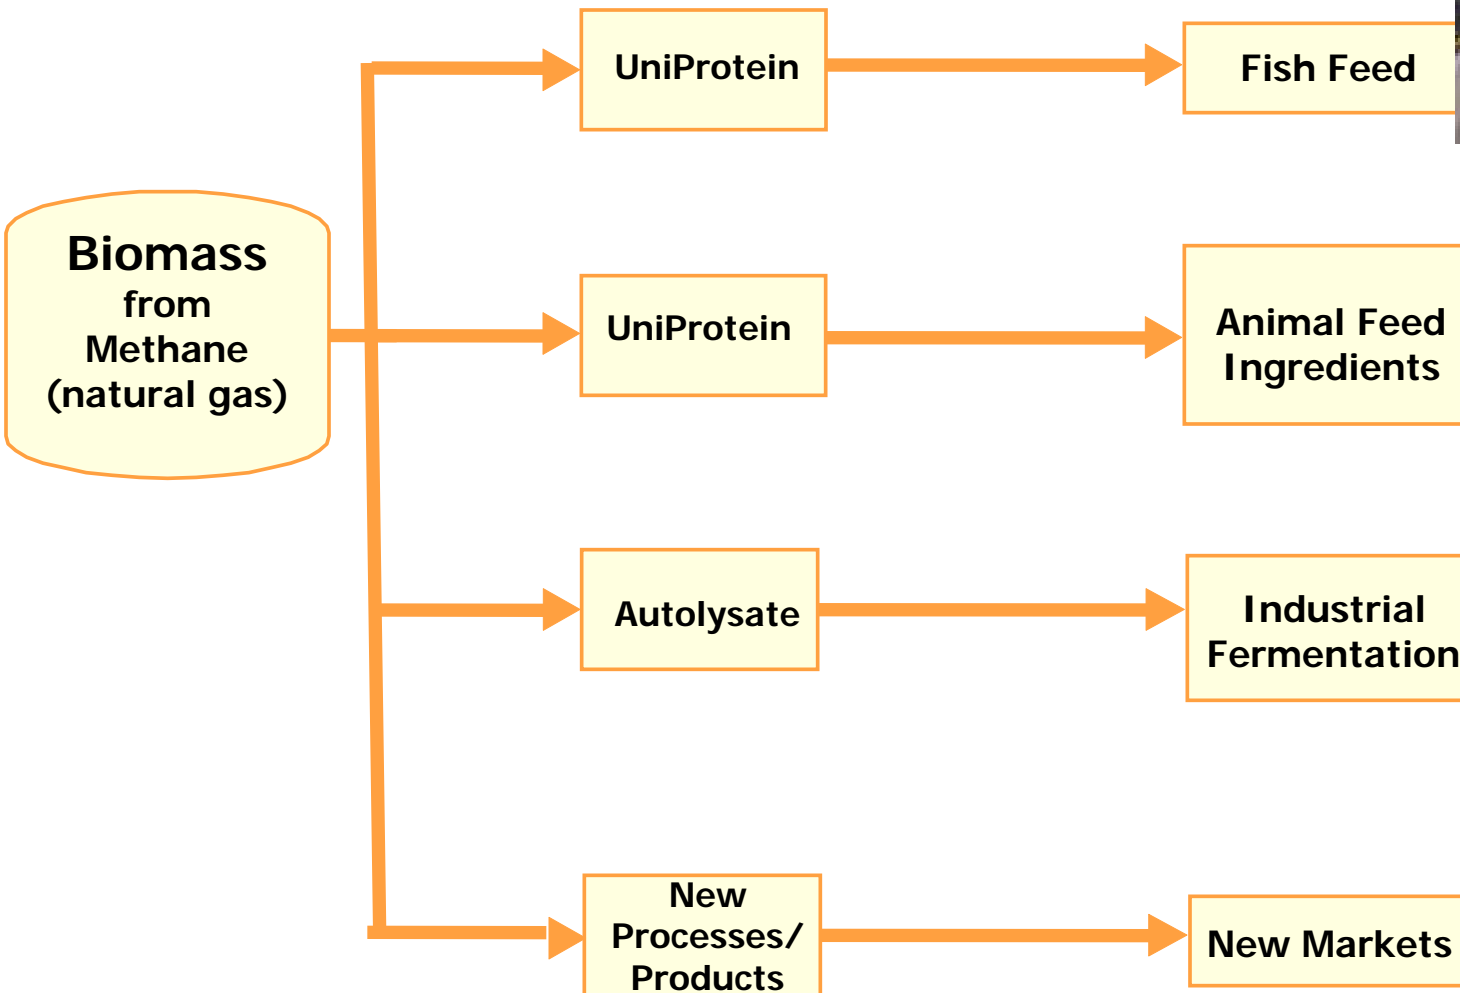 UniProtein
Fish Feed
Biomass
from
Methane
(natural gas)
UniProtein
Animal Feed
Ingredients
Autolysate
Industrial
Fermentation
New
Processes/
Products
New Markets